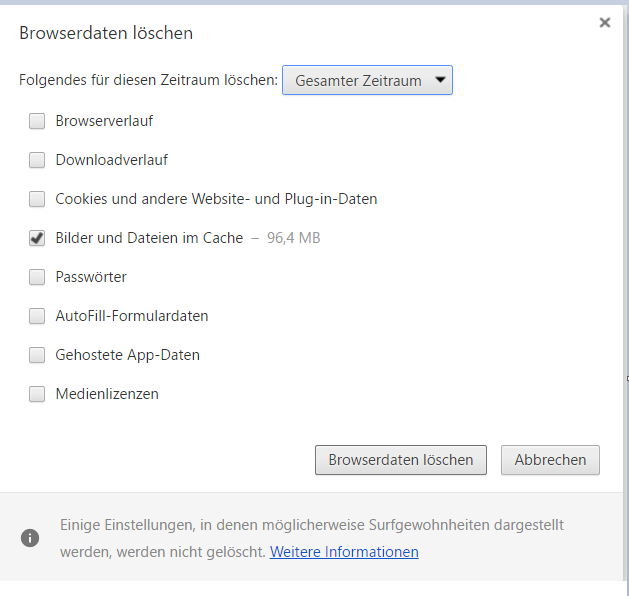 Browserdaten löschen
Folgendes für diesen Zeitraum löschen: Gesamter Zeitraum
Browserverlauf
Downloadverlauf
Cookies und andere Website- und Plug-in-Daten
Bilder und Dateien im Cache – 96,4 MB
Passwörter
AutoFill-Formulardaten
Gehostete App-Daten
Medienlizenzen
Browserdaten löschen Abbrechen
Einige Einstellungen, in denen möglicherweise Surfgewohnheiten dargestellt
werden, werden nicht gelöscht. Weitere Informationen